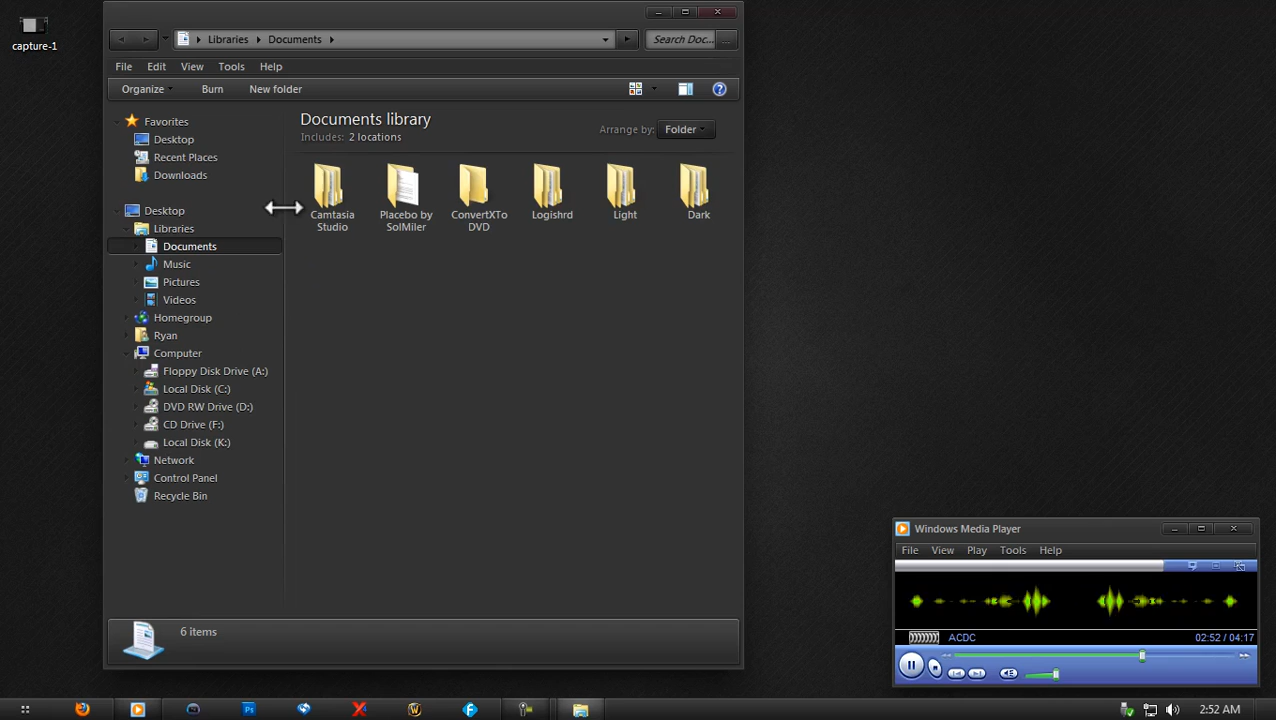 capture-1
Libraries
Documents
Search Doc...
File Edit View Tools Help
Organize Burn New folder
Documents library
Includes: 2 locations
Arrange by: Folder
Favorites
Desktop
Recent Places
Downloads
Desktop
Libraries
Documents
Music
Pictures
Videos
Homegroup
Ryan
Computer
Floppy Disk Drive (A:)
Local Disk (C:)
DVD RW Drive (D:)
CD Drive (F:)
Local Disk (K:)
Network
Control Panel
Recycle Bin
Camtasia
Studio
Placebo by
SolMiler
ConvertXTo
DVD
Logishrd
Light
Dark
6 items
Windows Media Player
File View Play Tools Help
ACDC 02:52 / 04:17
2:52 AM